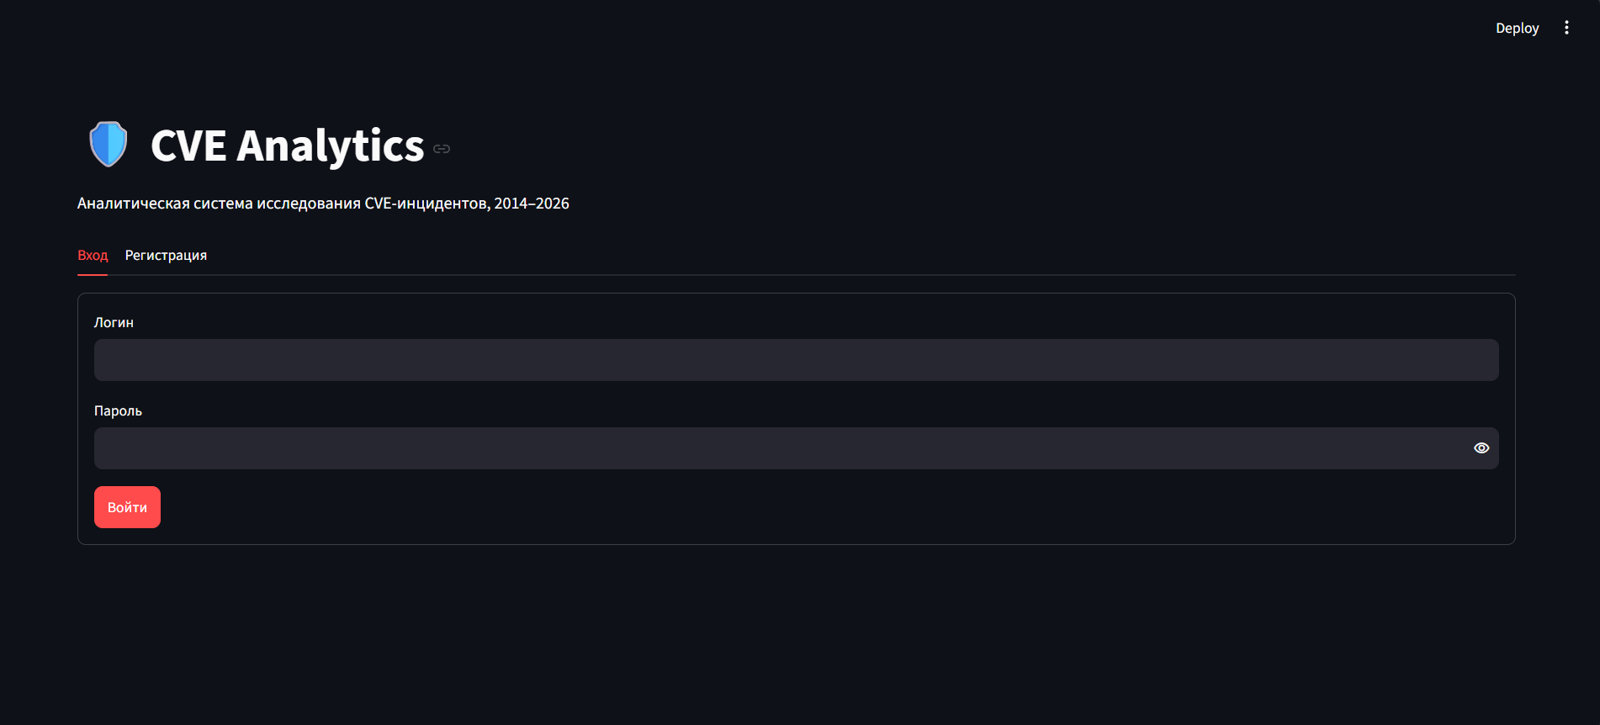 Deploy
CVE Analytics
Аналитическая система исследования CVE-инцидентов, 2014–2026
Вход Регистрация
Логин
Пароль
Войти